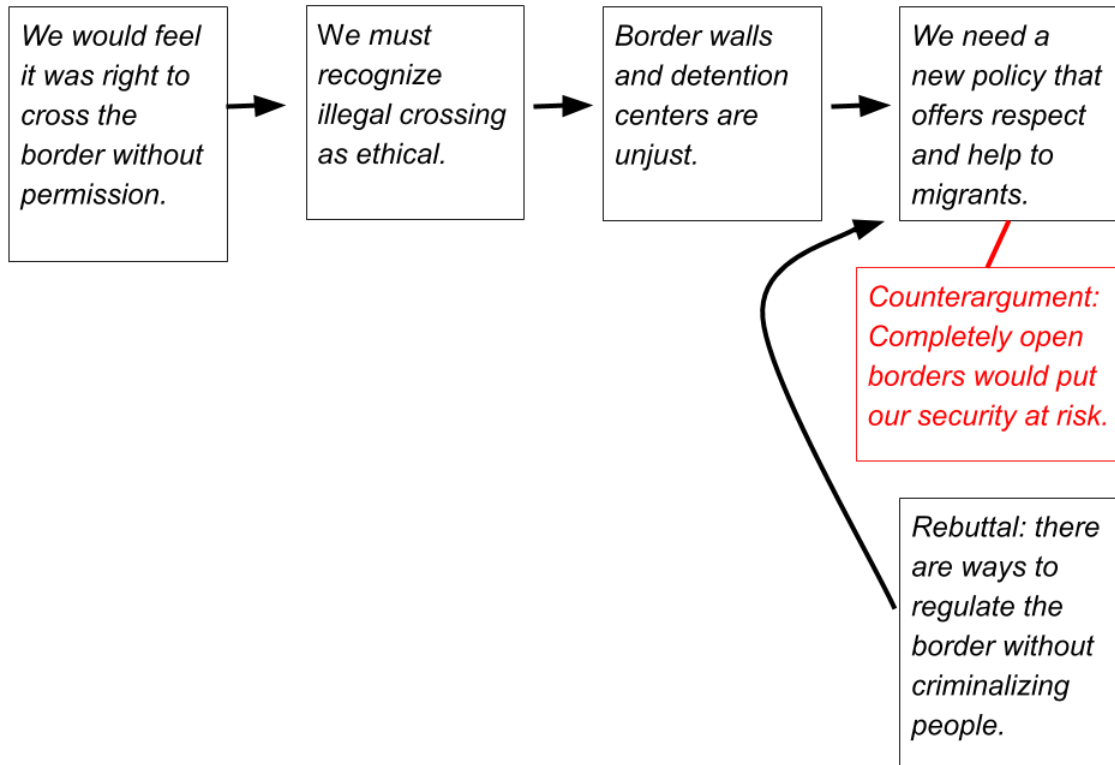 We would feel
it was right to
cross the
border without
permission.
We must
recognize
illegal crossing
as ethical.
Border walls
and detention
centers are
unjust.
We need a
new policy that
offers respect
and help to
migrants.
Counterargument:
Completely open
borders would put
our security at risk.
Rebuttal: there
are ways to
regulate the
border without
criminalizing
people.